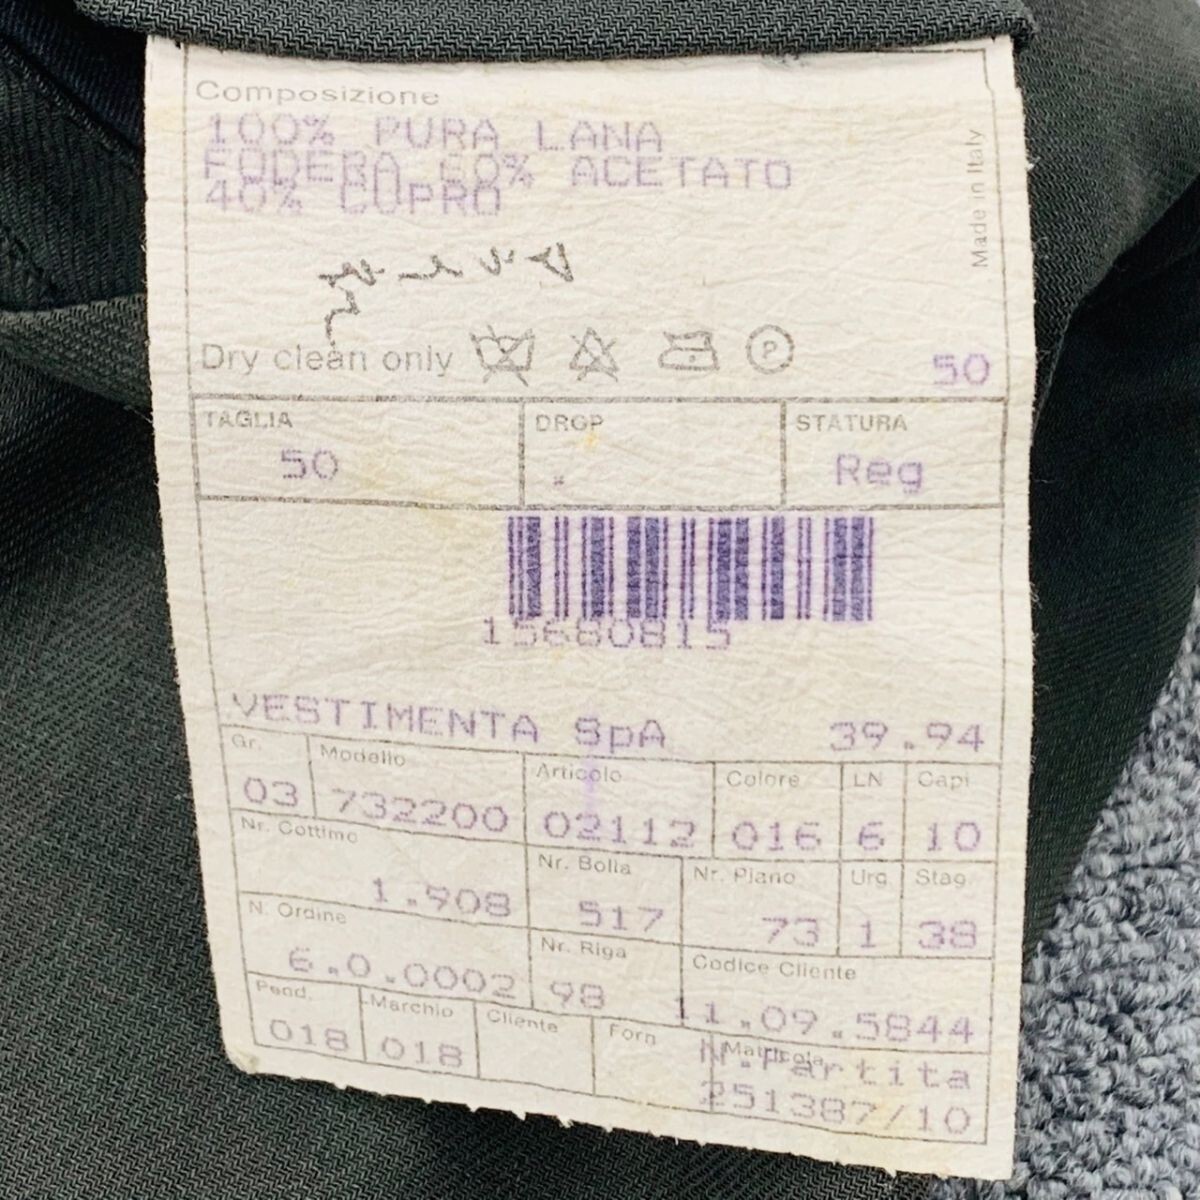 Composizione
100% PURA LANA
FODERA 60% ACETATO
40% CUPRO
Made in Italy
Dry clean only P
50
TAGLIA DROP STATURA
50 . Reg
15680815
VESTIMENTA SpA 39.94
Gr. Modello Articolo Colore LN Capi
03 732200 02112 016 6 10
Nr. Cottimo Nr. Bolla Nr. Piano Urg Stag.
1.908 517 73 1 38
N. Ordine Nr. Riga Codice Cliente
6.0.0002 98 11.09.5844
Pend. Marchio Cliente Forn Matricola
018 018 N.Partita
251387/10